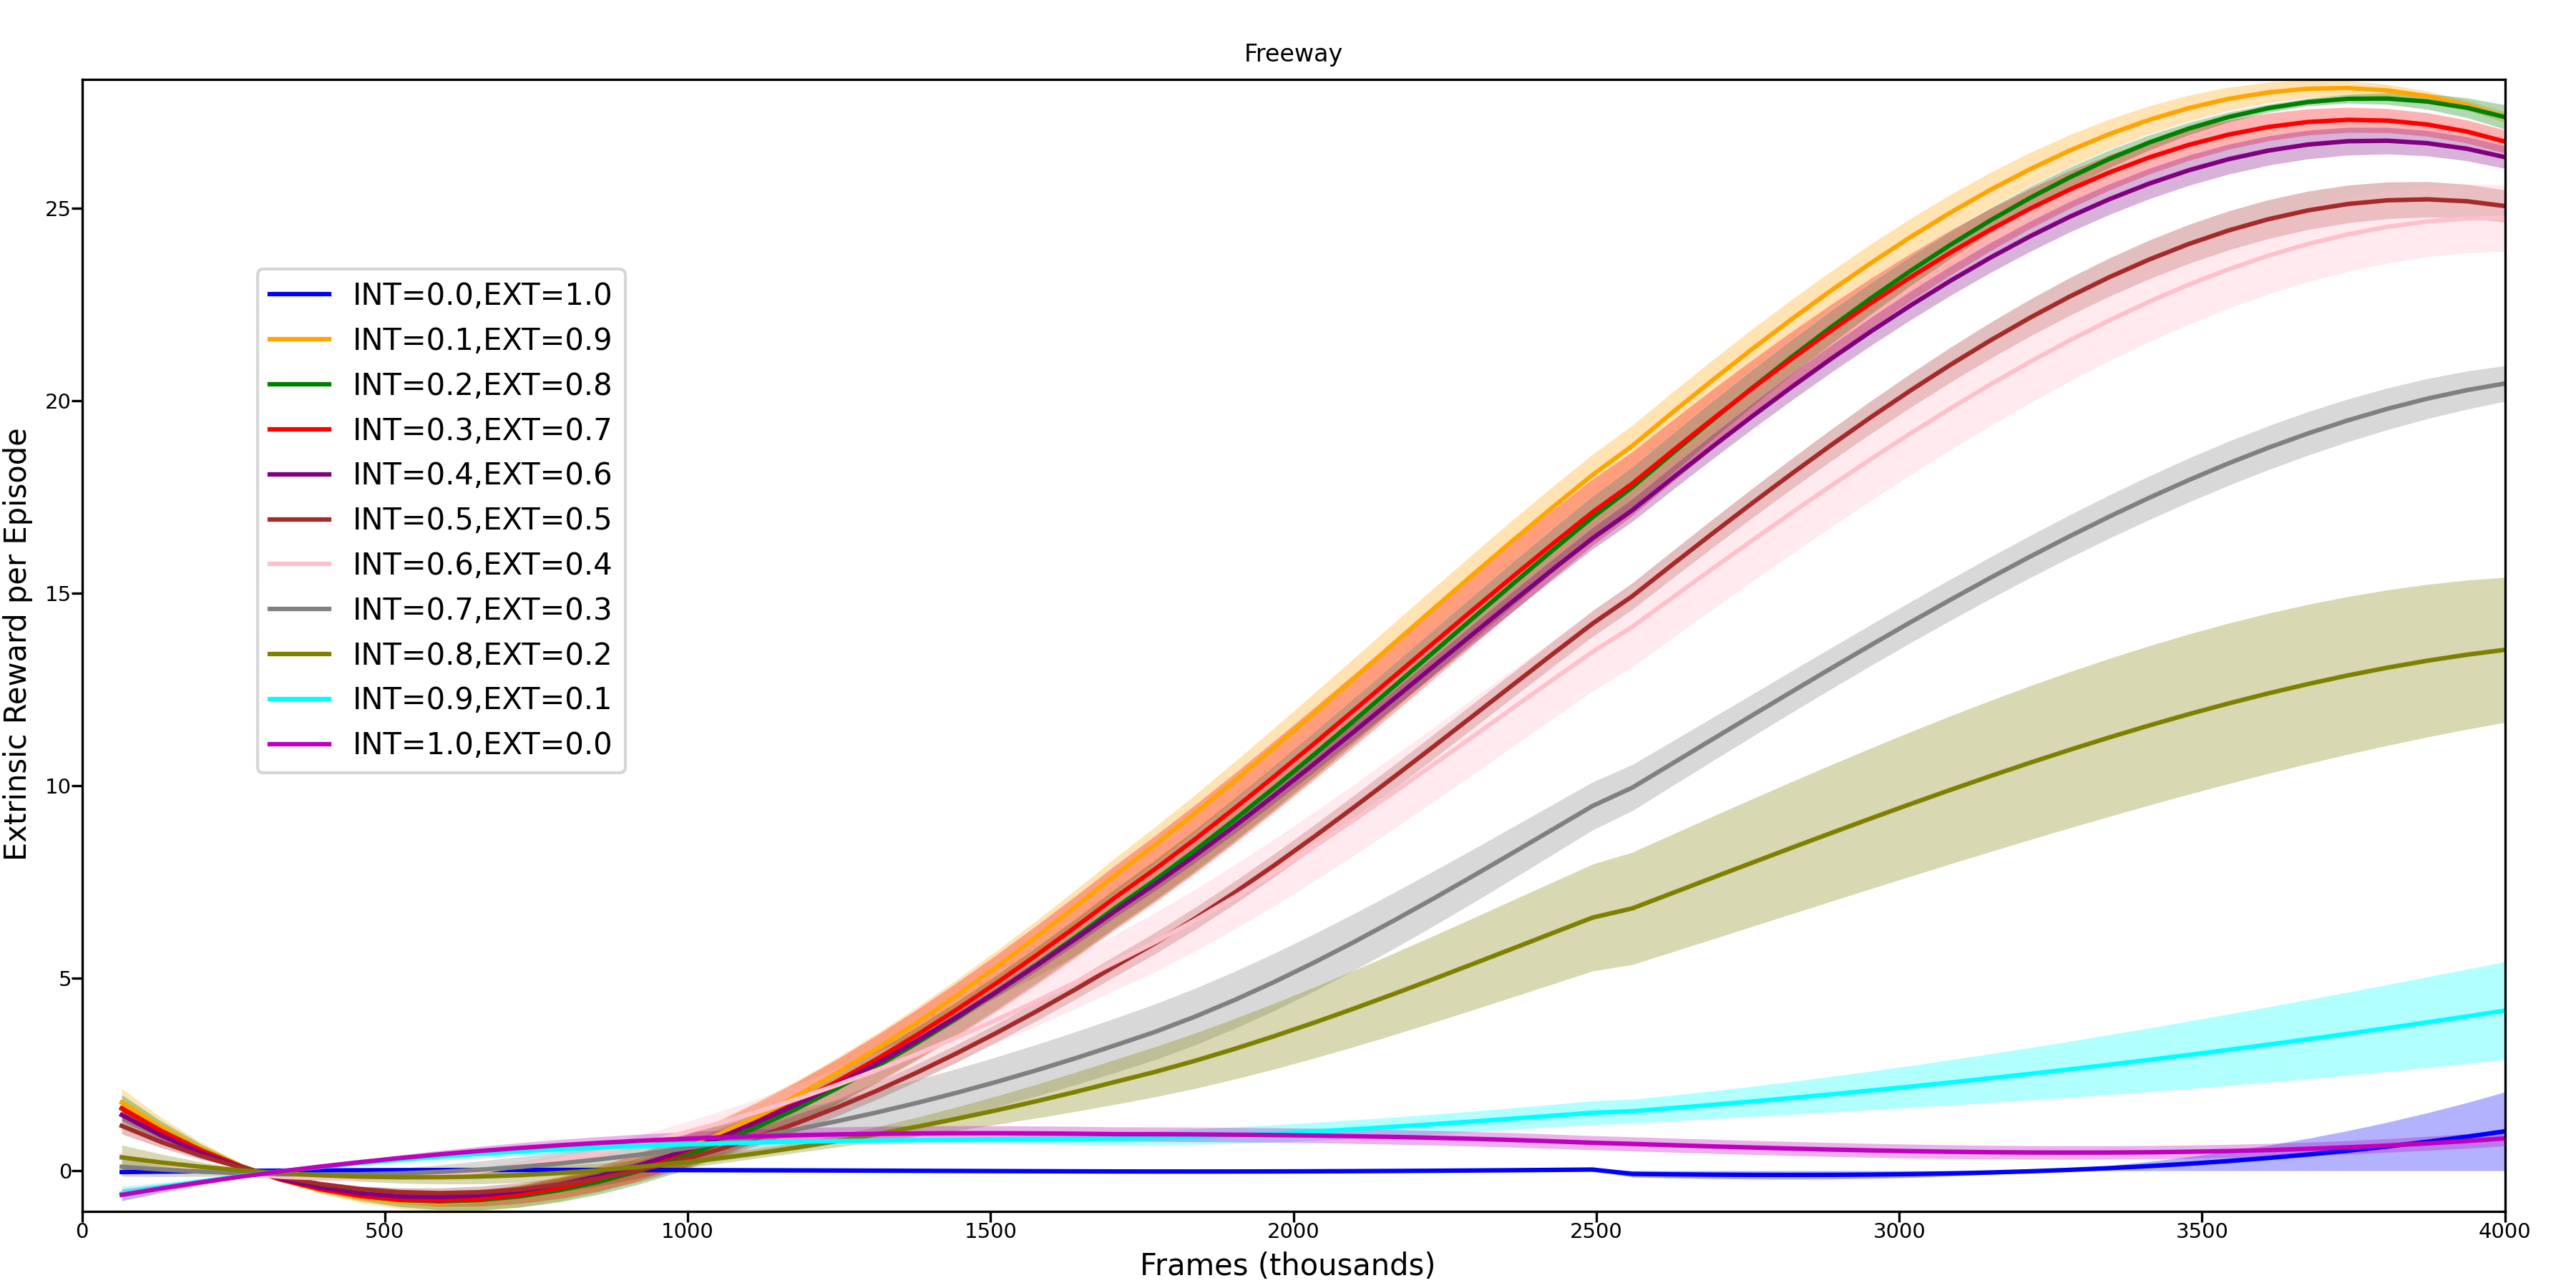 Freeway
Extrinsic Reward per Episode
25
20
15
10
5
0
INT=0.0,EXT=1.0
INT=0.1,EXT=0.9
INT=0.2,EXT=0.8
INT=0.3,EXT=0.7
INT=0.4,EXT=0.6
INT=0.5,EXT=0.5
INT=0.6,EXT=0.4
INT=0.7,EXT=0.3
INT=0.8,EXT=0.2
INT=0.9,EXT=0.1
INT=1.0,EXT=0.0
0 500 1000 1500 2000 2500 3000 3500 4000
Frames (thousands)